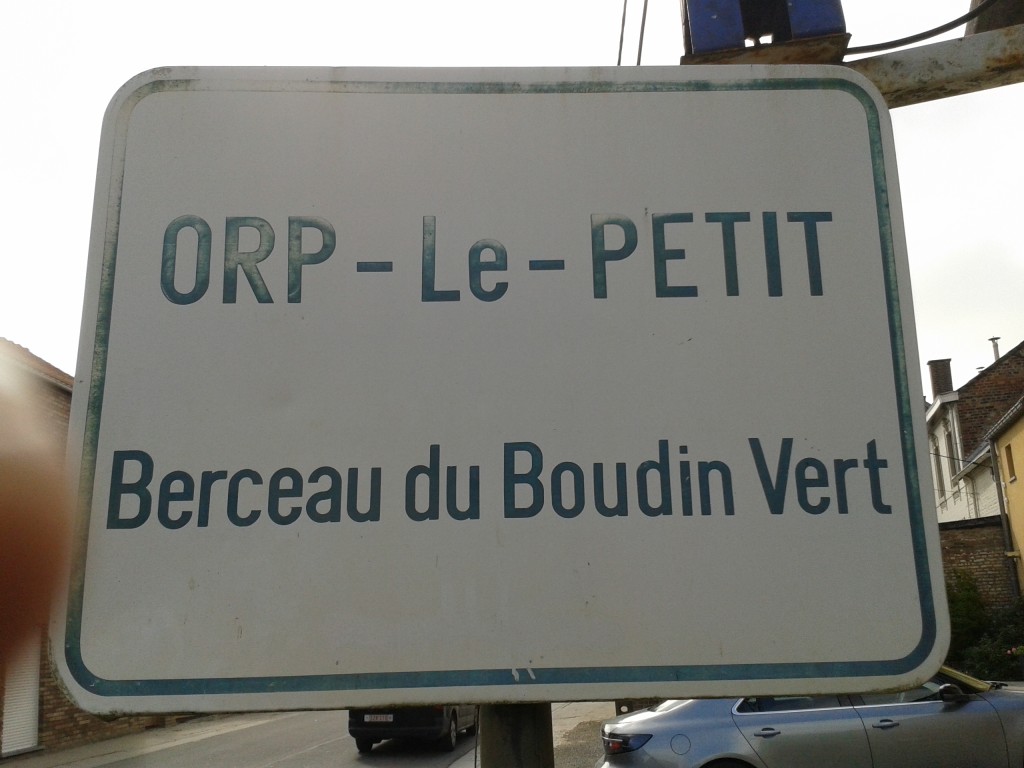 ORP-Le-PETIT
Berceau du Boudin Vert